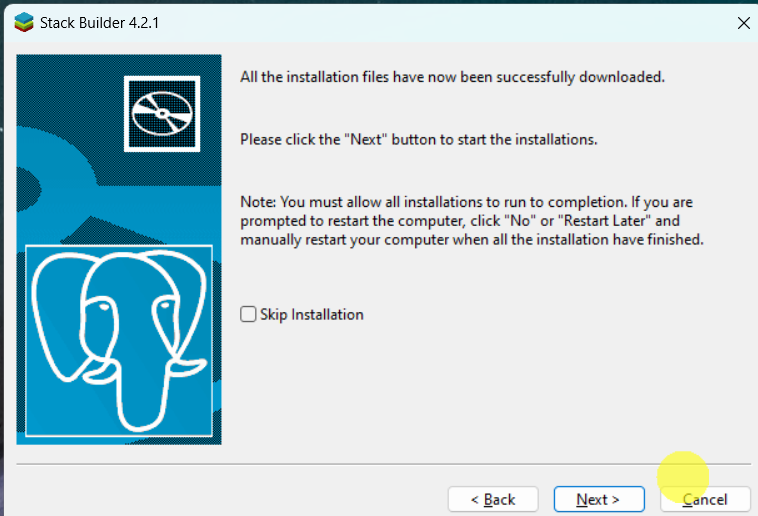 Stack Builder 4.2.1
All the installation files have now been successfully downloaded.
Please click the "Next" button to start the installations.
Note: You must allow all installations to run to completion. If you are
prompted to restart the computer, click "No" or "Restart Later" and
manually restart your computer when all the installation have finished.
Skip Installation
< Back
Next >
Cancel